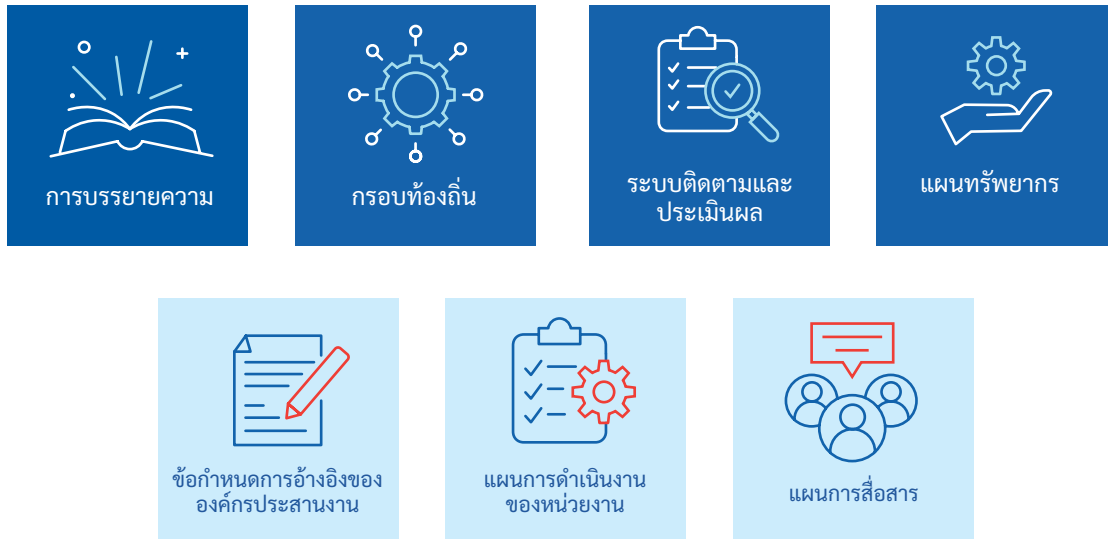 การบรรยายความ
กรอบท้องถิ่น
ระบบติดตามและ
ประเมินผล
แผนทรัพยากร
ข้อกำหนดการอ้างอิงของ
องค์กรประสานงาน
แผนการดำเนินงาน
ของหน่วยงาน
แผนการสื่อสาร